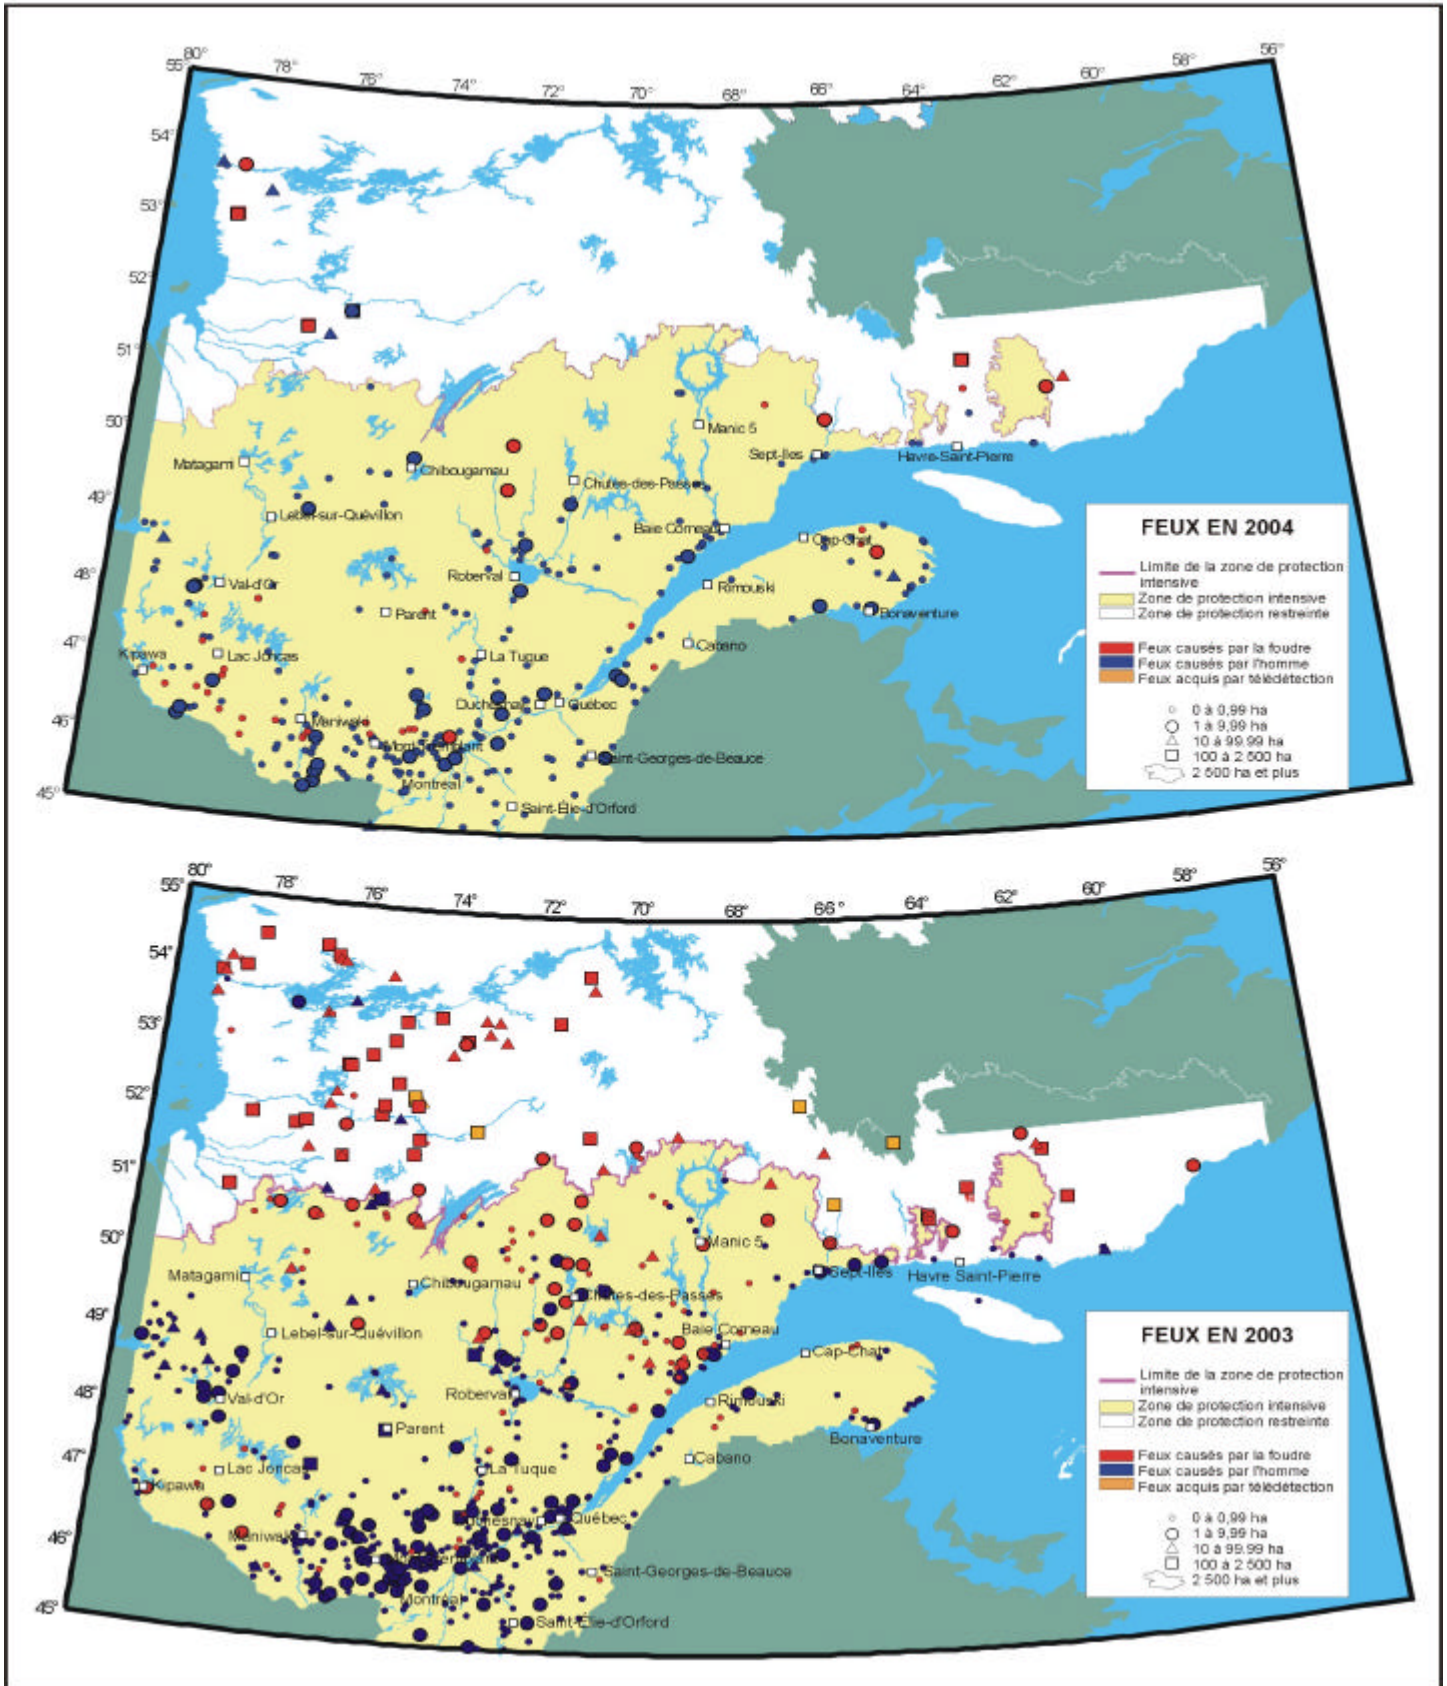 80°
78°
76°
74°
72°
70°
68°
66°
64°
62°
60°
58°
56°
55°
54°
53°
52°
51°
50°
49°
48°
47°
46°
45°
Manic 5
Sept-Iles
Havre-Saint-Pierre
Matagami
Chibougamau
Chutes-des-Passes
Lebel-sur-Quévillon
Baie Comeau
Cap-Chat
Val-d'Or
Roberval
Rimouski
Parent
Bonaventure
Kipawa
Lac Joncas
La Tuque
Cabano
Duchesnay
Québec
Maniwaki
Mont-Tremblant
Saint-Georges-de-Beauce
Montréal
Saint-Élie-d'Orford
FEUX EN 2004
Limite de la zone de protection
intensive
Zone de protection intensive
Zone de protection restreinte
Feux causés par la foudre
Feux causés par l'homme
Feux acquis par télédétection
0 à 0,99 ha
1 à 9,99 ha
10 à 99.99 ha
100 à 2 500 ha
2 500 ha et plus
80°
78°
76°
74°
72°
70°
68°
66°
64°
62°
60°
58°
56°
55°
54°
53°
52°
51°
50°
49°
48°
47°
46°
45°
Manic 5
Sept-Iles
Havre Saint-Pierre
Matagami
Chibougamau
Chutes-des-Passes
Lebel-sur-Quévillon
Baie Comeau
Cap-Chat
Val-d'Or
Roberval
Rimouski
Parent
Bonaventure
Lac Joncas
La Tuque
Cabano
Kipawa
Maniwaki
Duchesnay
Québec
Saint-Georges-de-Beauce
Montréal
Saint-Élie-d'Orford
FEUX EN 2003
Limite de la zone de protection
intensive
Zone de protection intensive
Zone de protection restreinte
Feux causés par la foudre
Feux causés par l'homme
Feux acquis par télédétection
0 à 0,99 ha
1 à 9,99 ha
10 à 99.99 ha
100 à 2 500 ha
2 500 ha et plus